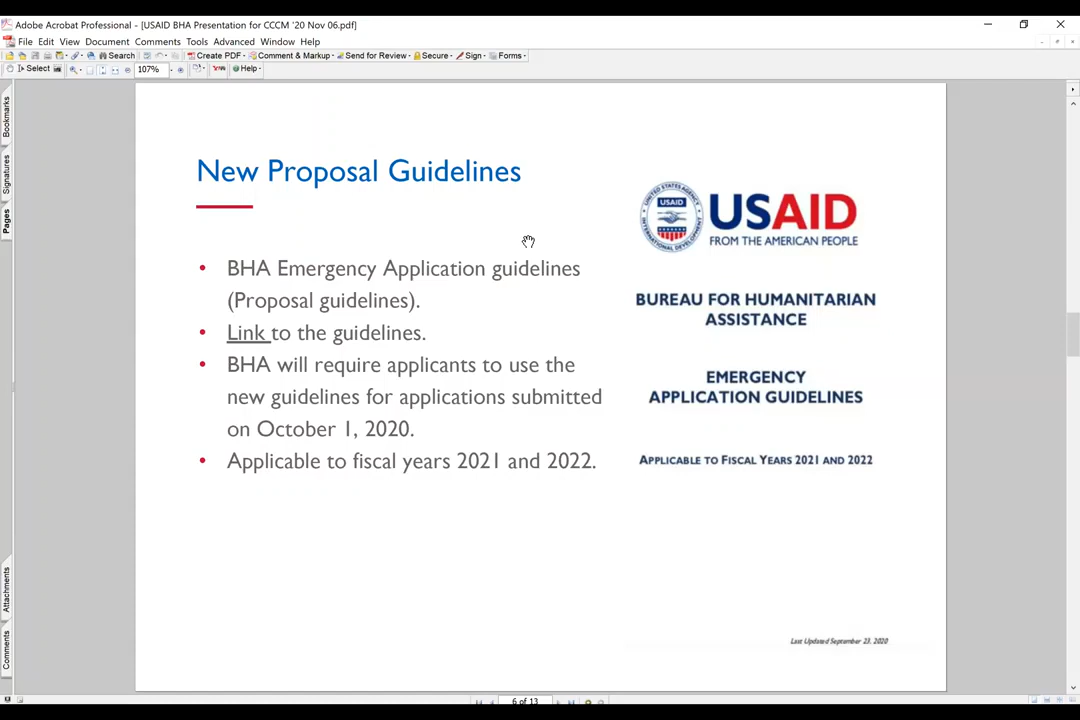 Adobe Acrobat Professional - [USAID BHA Presentation for CCCM '20 Nov 06.pdf]
File Edit View Document Comments Tools Advanced Window Help
Search Create PDF Comment & Markup Send for Review Secure Sign Forms
Select 107% Help
Bookmarks
Signatures
Pages
Attachments
Comments
New Proposal Guidelines
• BHA Emergency Application guidelines
(Proposal guidelines).
• Link to the guidelines.
• BHA will require applicants to use the
new guidelines for applications submitted
on October 1, 2020.
• Applicable to fiscal years 2021 and 2022.
UNITED STATES AGENCY
INTERNATIONAL DEVELOPMENT
USAID
USAID
FROM THE AMERICAN PEOPLE
BUREAU FOR HUMANITARIAN
ASSISTANCE
EMERGENCY
APPLICATION GUIDELINES
APPLICABLE TO FISCAL YEARS 2021 AND 2022
Last Updated September 23, 2020
6 of 13